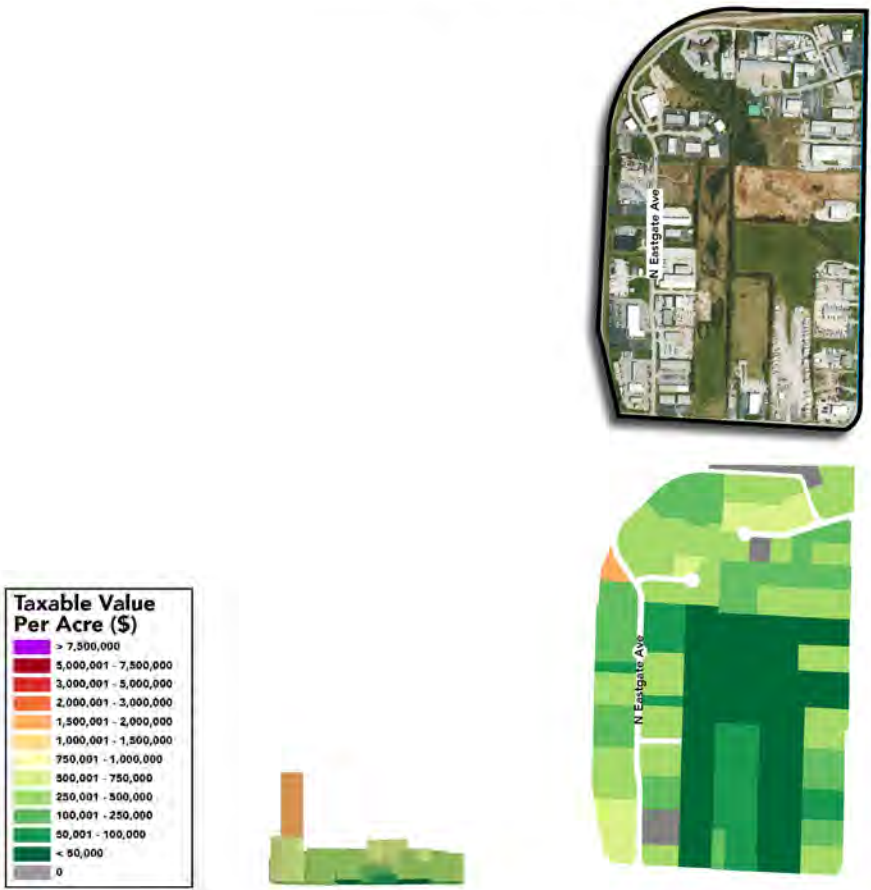 N Eastgate Ave
Taxable Value
Per Acre ($)
> 7,500,000
5,000,001 - 7,500,000
3,000,001 - 5,000,000
2,000,001 - 3,000,000
1,500,001 - 2,000,000
1,000,001 - 1,500,000
750,001 - 1,000,000
500,001 - 750,000
250,001 - 500,000
100,001 - 250,000
50,001 - 100,000
< 50,000
0
N Eastgate Ave